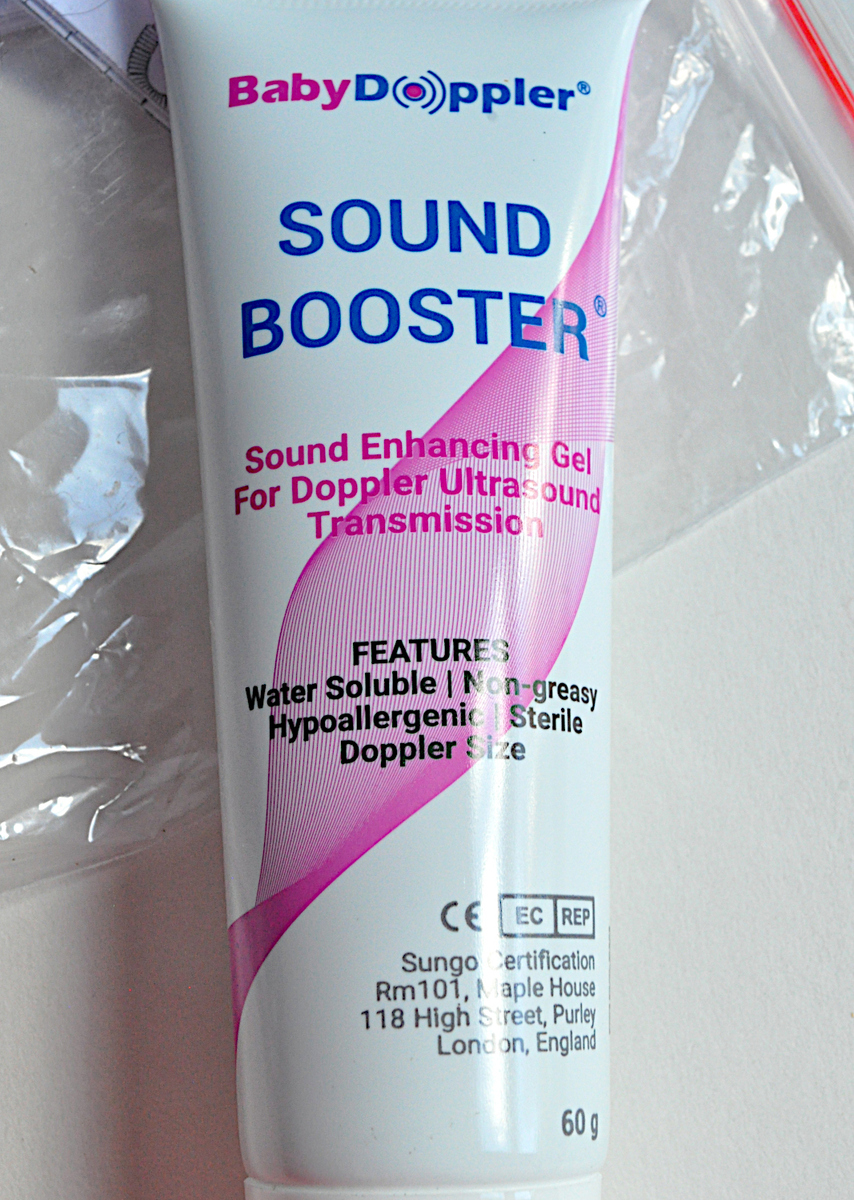 BabyDoppler®
SOUND
BOOSTER®
Sound Enhancing Gel
For Doppler Ultrasound
Transmission
FEATURES
Water Soluble | Non-greasy
Hypoallergenic | Sterile
Doppler Size
CE EC REP
Sungo Certification
Rm101, Maple House
118 High Street, Purley
London, England
60 g